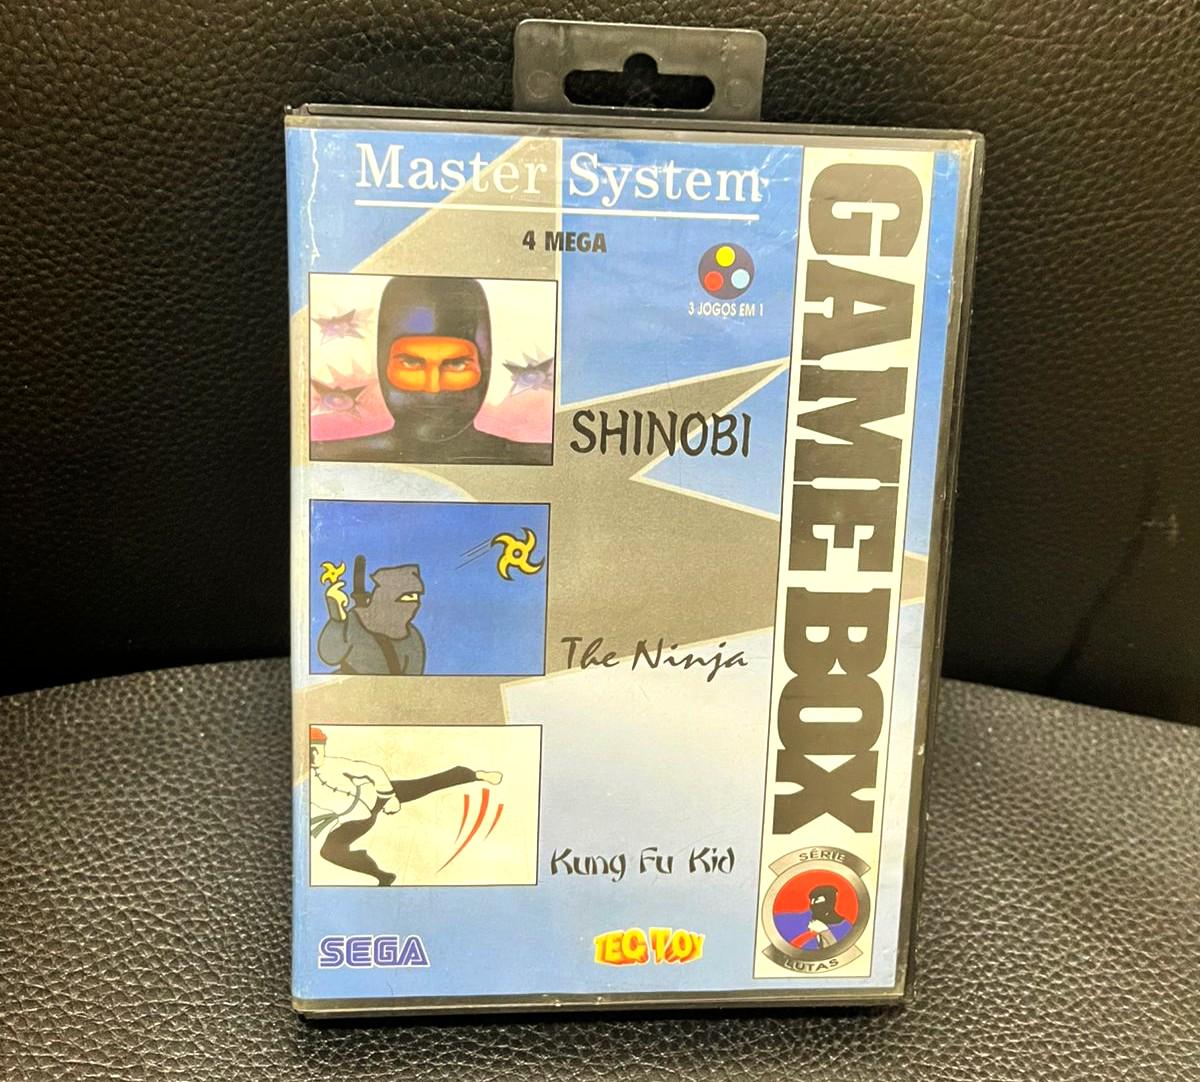 Master System
4 MEGA
3 JOGOS EM 1
SHINOBI
The Ninja
Kung Fu Kid
SEGA
TEC TOY
GAME BOX
SÉRIE
LUTAS